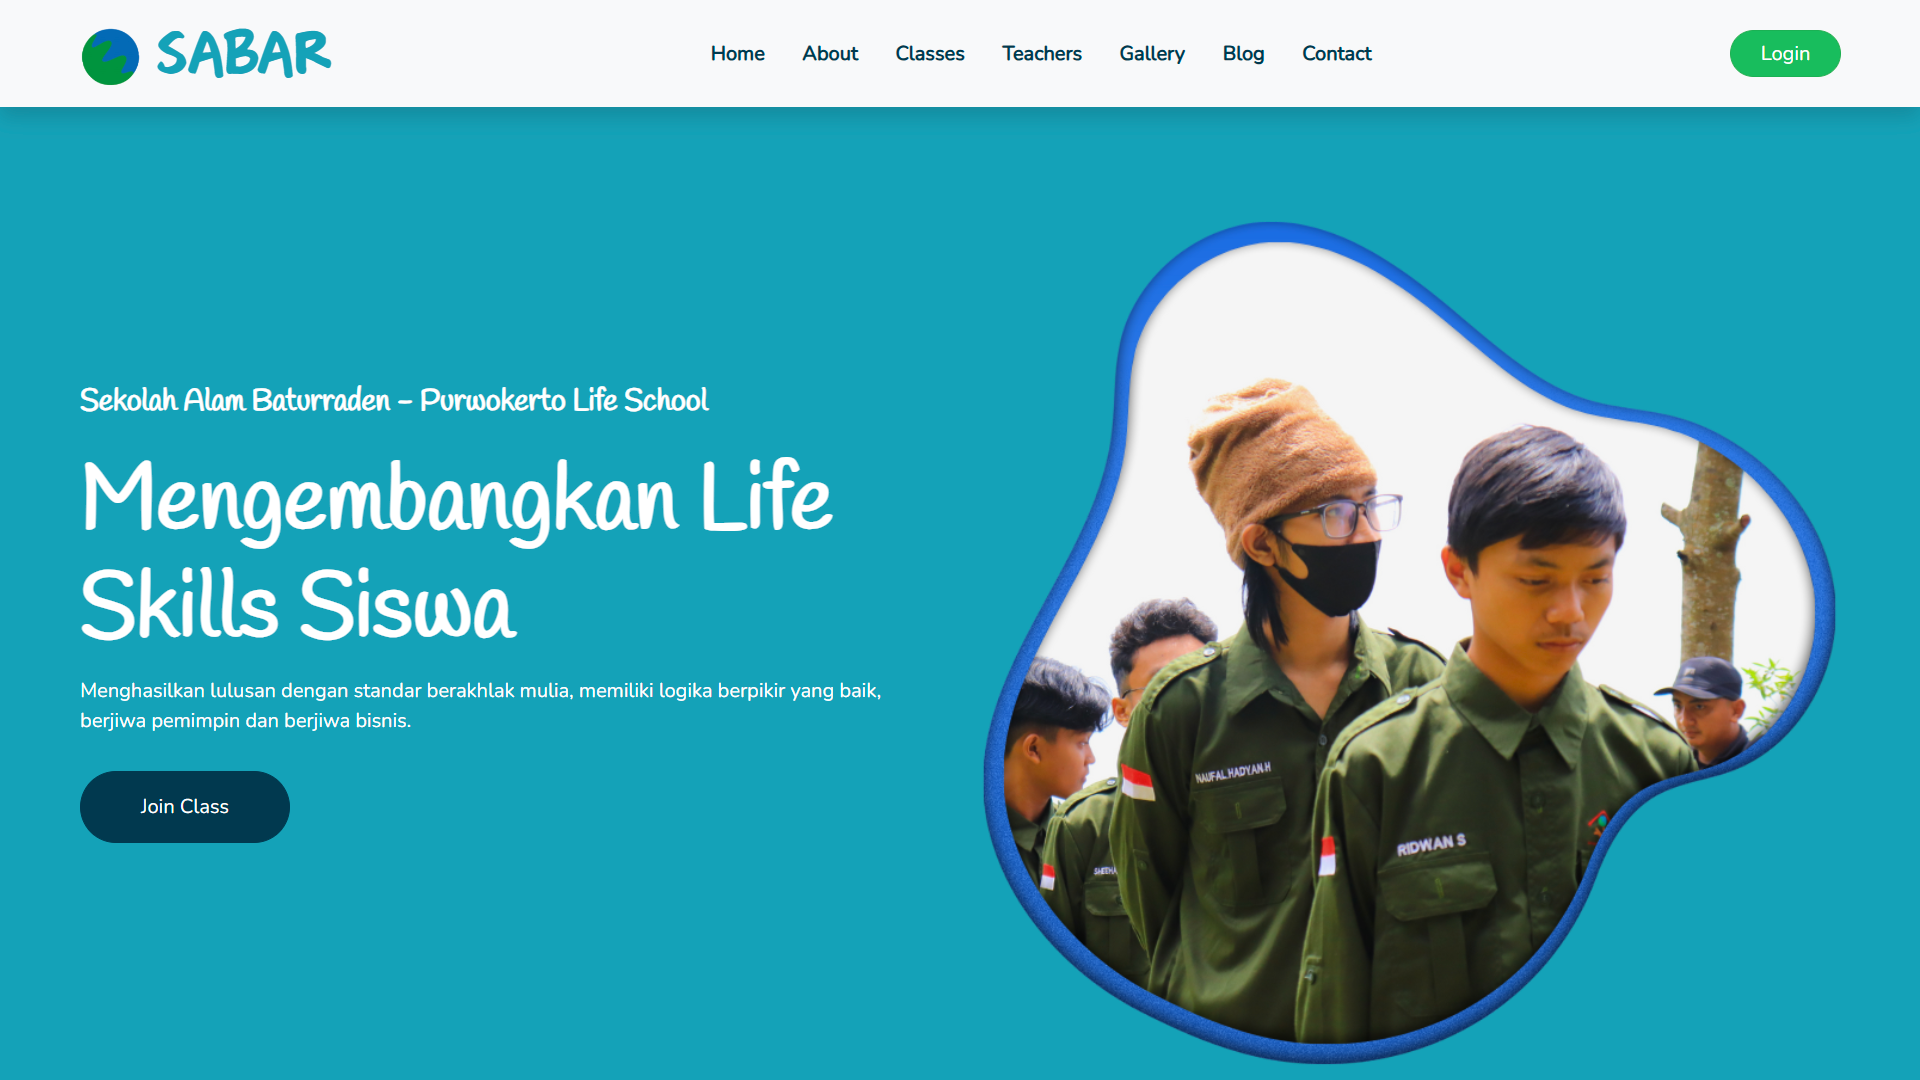 SABAR
Home About Classes Teachers Gallery Blog Contact
Login
Sekolah Alam Baturraden - Purwokerto Life School
Mengembangkan Life
Skills Siswa
Menghasilkan lulusan dengan standar berakhlak mulia, memiliki logika berpikir yang baik,
berjiwa pemimpin dan berjiwa bisnis.
Join Class
NAUFAL.HADYAN.H
RIDWAN S